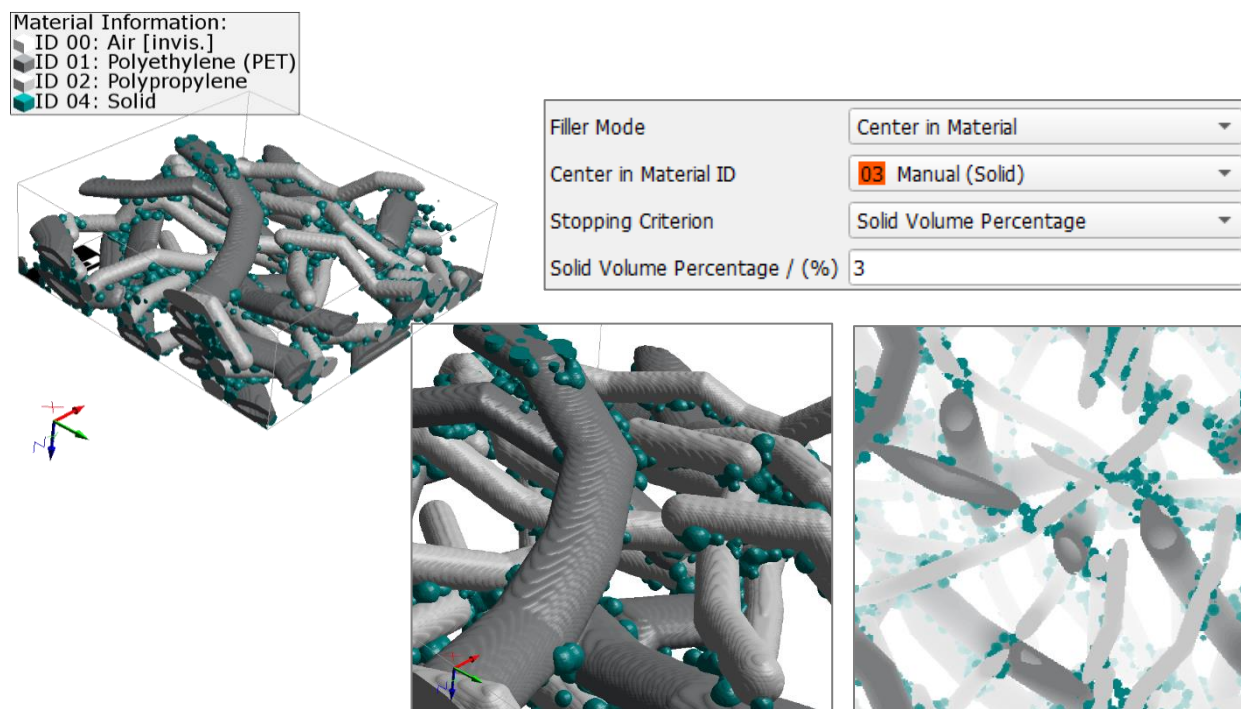 Material Information:
ID 00: Air [invis.]
ID 01: Polyethylene (PET)
ID 02: Polypropylene
ID 04: Solid
Filler Mode Center in Material
Center in Material ID 03 Manual (Solid)
Stopping Criterion Solid Volume Percentage
Solid Volume Percentage / (%) 3
X
Z